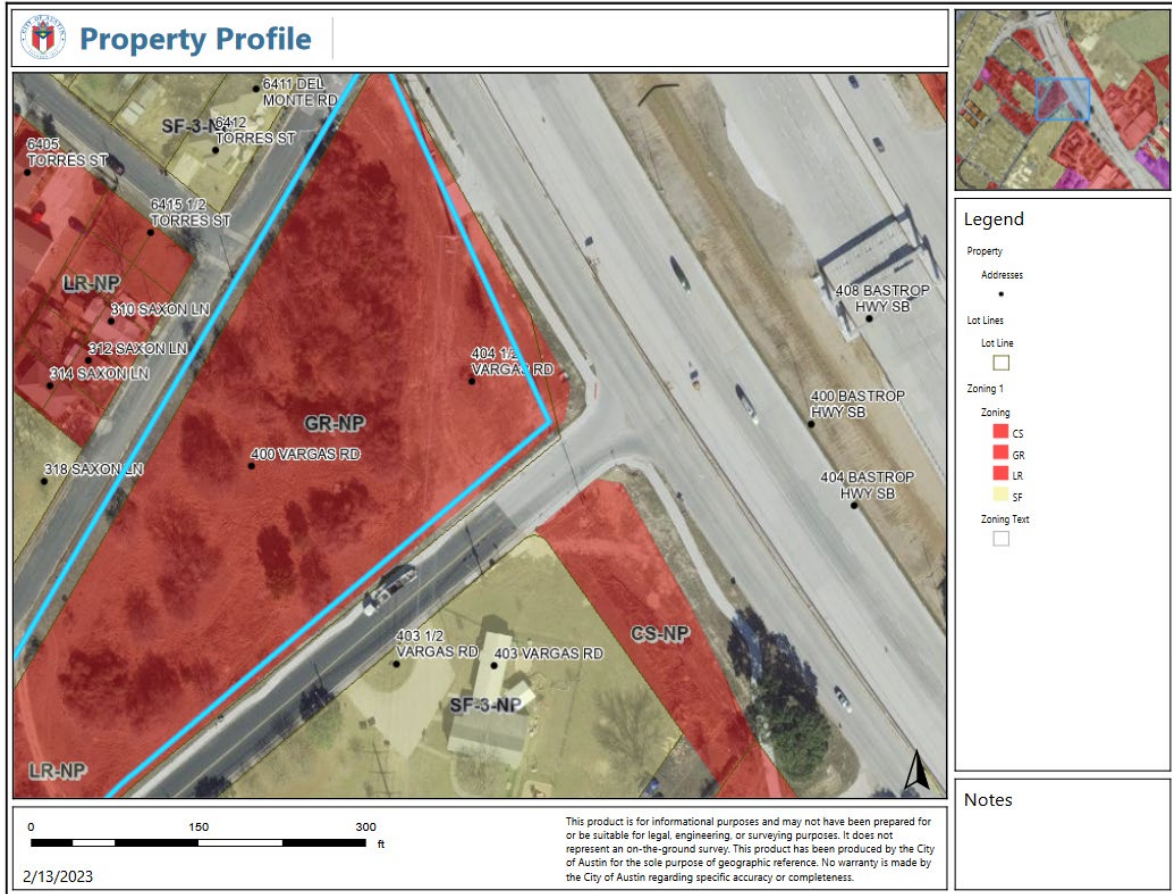 CITY OF AUSTIN
Property Profile
6411 DEL
MONTE RD
SF-3-NP
6412
TORRES ST
6405
TORRES ST
6415 1/2
TORRES ST
LR-NP
310 SAXON LN
312 SAXON LN
314 SAXON LN
318 SAXON LN
404 1/2
VARGAS RD
GR-NP
400 VARGAS RD
408 BASTROP
HWY SB
400 BASTROP
HWY SB
404 BASTROP
HWY SB
CS-NP
403 1/2
VARGAS RD
403 VARGAS RD
SF-3-NP
LR-NP
Legend
Property
Addresses
Lot Lines
Lot Line
Zoning 1
Zoning
CS
GR
LR
SF
Zoning Text
Notes
0 150 300
ft
2/13/2023
This product is for informational purposes and may not have been prepared for
or be suitable for legal, engineering, or surveying purposes. It does not
represent an on-the-ground survey. This product has been produced by the City
of Austin for the sole purpose of geographic reference. No warranty is made by
the City of Austin regarding specific accuracy or completeness.